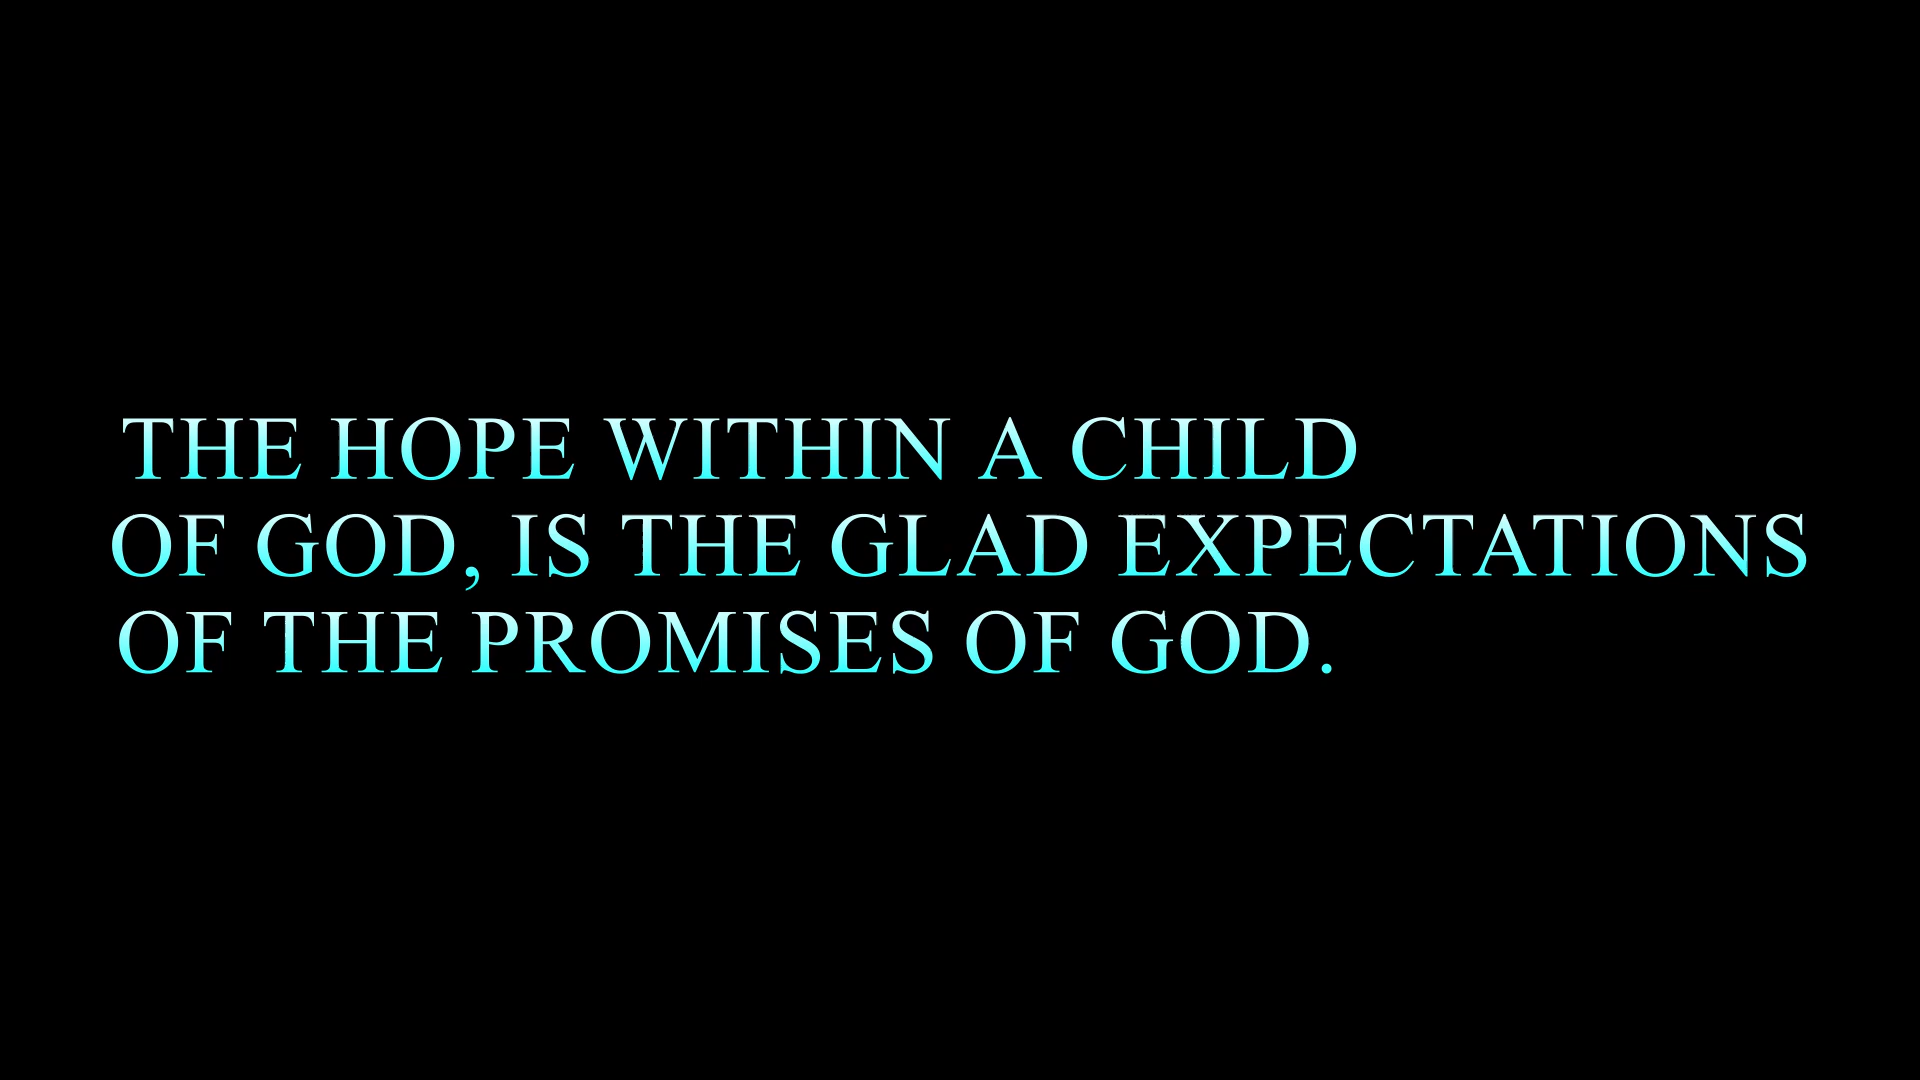 THE HOPE WITHIN A CHILD
OF GOD, IS THE GLAD EXPECTATIONS
OF THE PROMISES OF GOD.